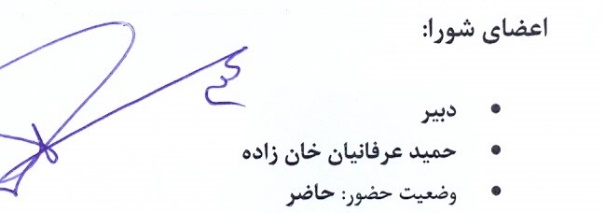 اعضای شورا:
• دبیر
• حمید عرفانیان خان زاده
• وضعیت حضور: حاضر